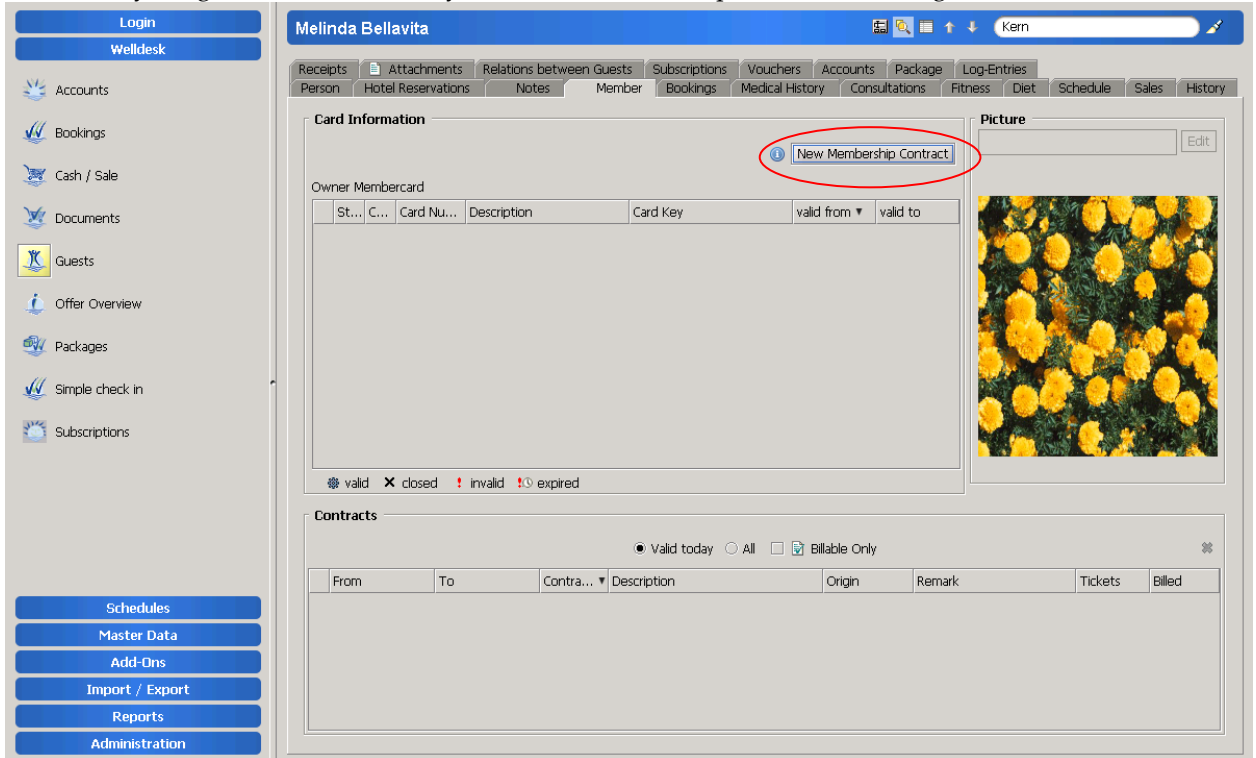 Login
Welldesk
Accounts
Bookings
Cash / Sale
Documents
Guests
Offer Overview
Packages
Simple check in
Subscriptions
Schedules
Master Data
Add-Ons
Import / Export
Reports
Administration
Melinda Bellavita
Kern
Receipts Attachments Relations between Guests Subscriptions Vouchers Accounts Package Log-Entries
Person Hotel Reservations Notes Member Bookings Medical History Consultations Fitness Diet Schedule Sales History
Card Information
New Membership Contract
Owner Membercard
St... C... Card Nu... Description Card Key valid from valid to
valid closed invalid expired
Picture
Edit
Contracts
Valid today All Billable Only
From To Contra... Description Origin Remark Tickets Billed